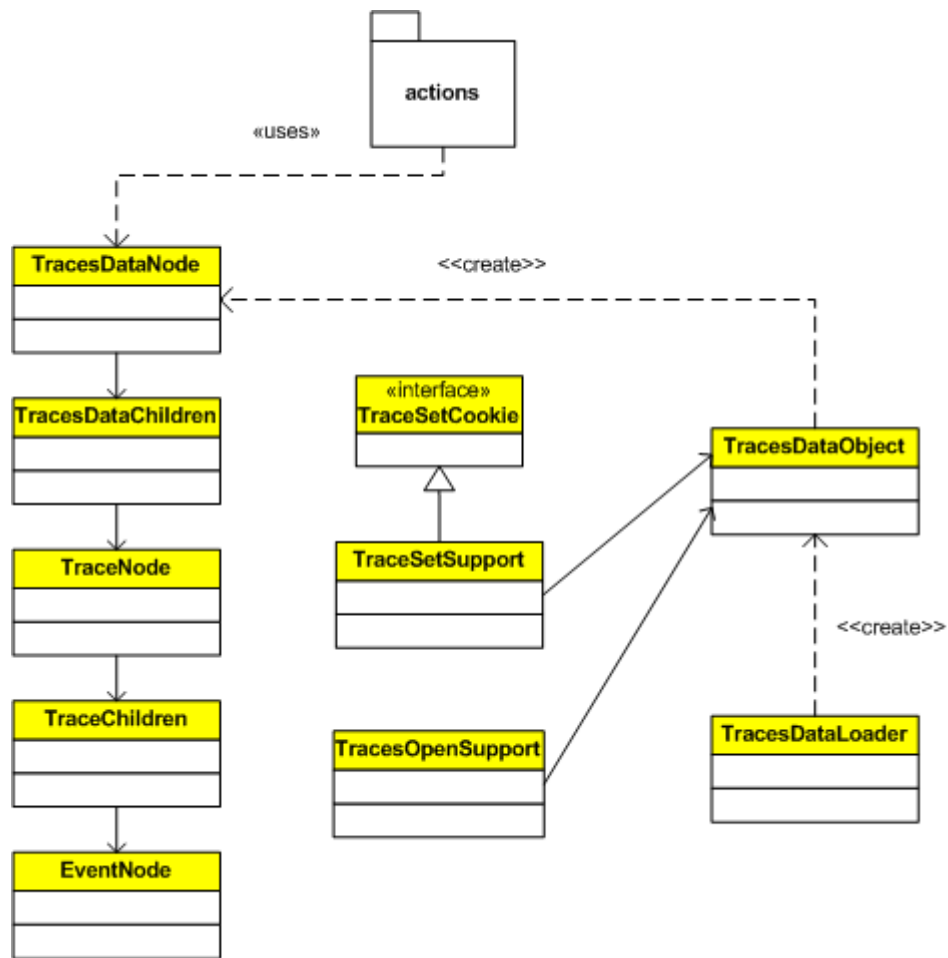 actions
«uses»
TracesDataNode
<<create>>
TracesDataChildren
«interface»
TraceSetCookie
TracesDataObject
TraceNode
TraceSetSupport
<<create>>
TraceChildren
TracesOpenSupport
TracesDataLoader
EventNode